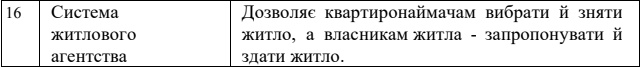 16 Система Дозволяє квартиронаймачам вибрати й зняти
житлового житло, а власникам житла - запропонувати й
агентства здати житло.